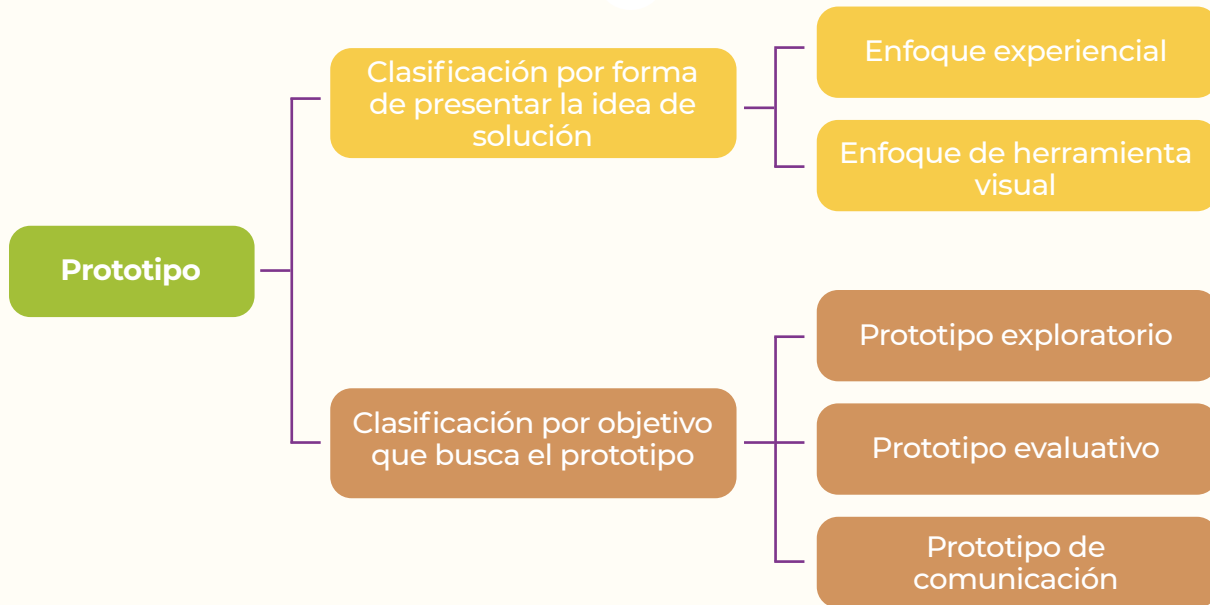 Prototipo
Clasificación por forma
de presentar la idea de
solución
Enfoque experiencial
Enfoque de herramienta
visual
Clasificación por objetivo
que busca el prototipo
Prototipo exploratorio
Prototipo evaluativo
Prototipo de
comunicación